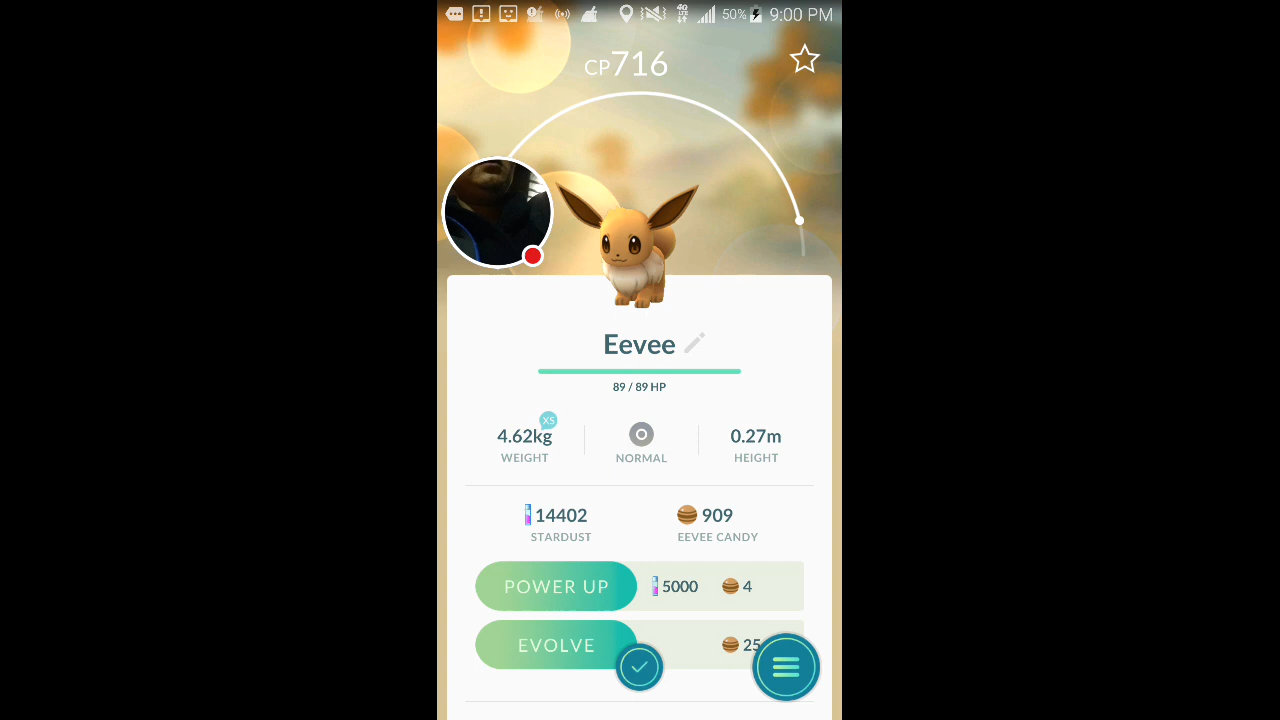 50% 9:00 PM
CP716
Eevee
89 / 89 HP
XS
4.62kg
0.27m
WEIGHT
NORMAL
HEIGHT
14402
909
STARDUST
EEVEE CANDY
POWER UP 5000 4
EVOLVE 25